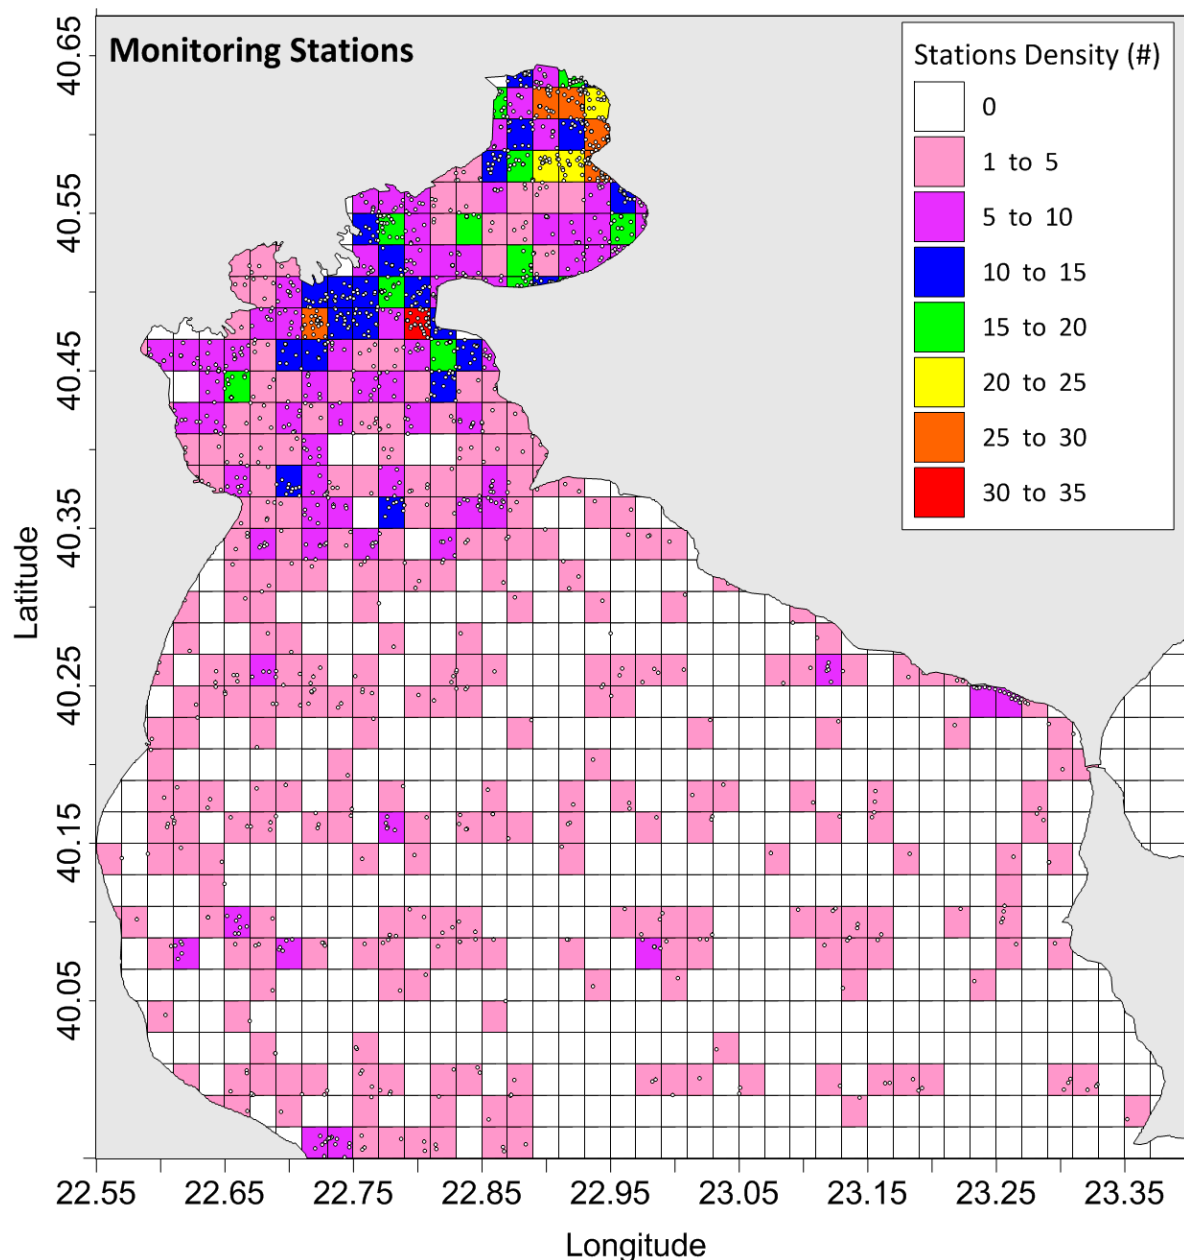 Monitoring Stations
Stations Density (#)
0
1 to 5
5 to 10
10 to 15
15 to 20
20 to 25
25 to 30
30 to 35
Latitude
40.65
40.55
40.45
40.35
40.25
40.15
40.05
22.55 22.65 22.75 22.85 22.95 23.05 23.15 23.25 23.35
Longitude